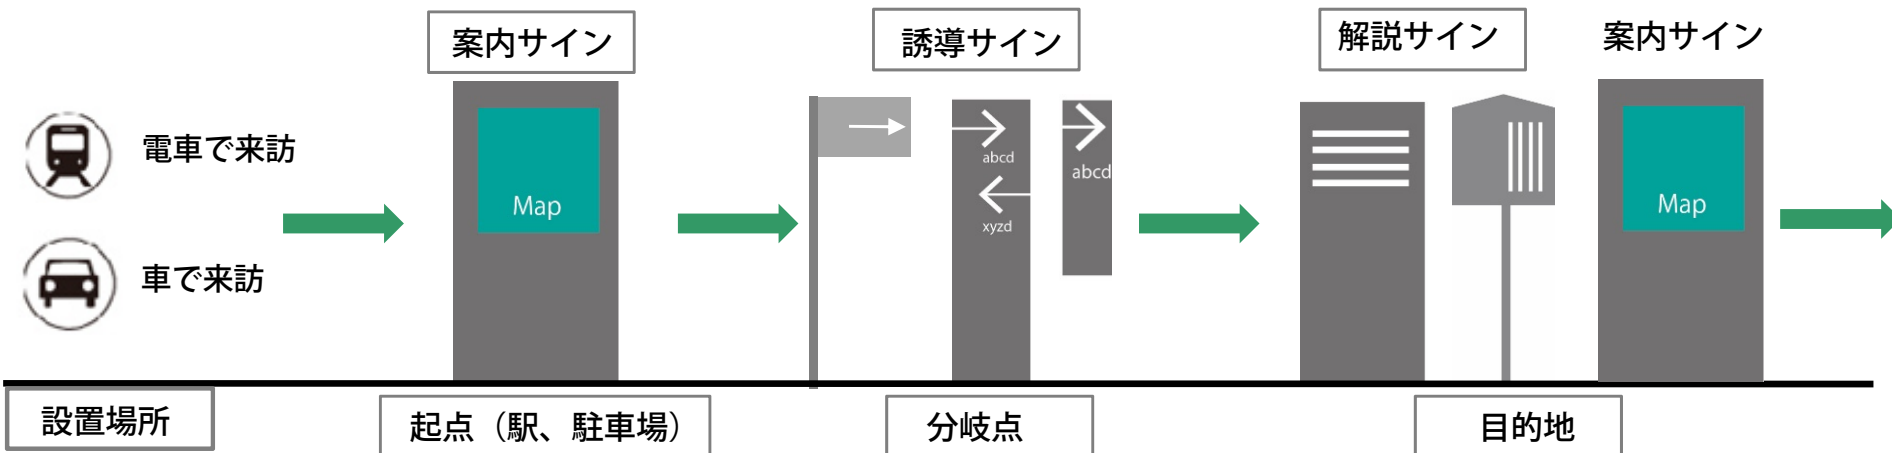 案内サイン
誘導サイン
解説サイン
案内サイン
電車で来訪
車で来訪
Map
abcd
xyzd
abcd
Map
設置場所
起点（駅、駐車場）
分岐点
目的地